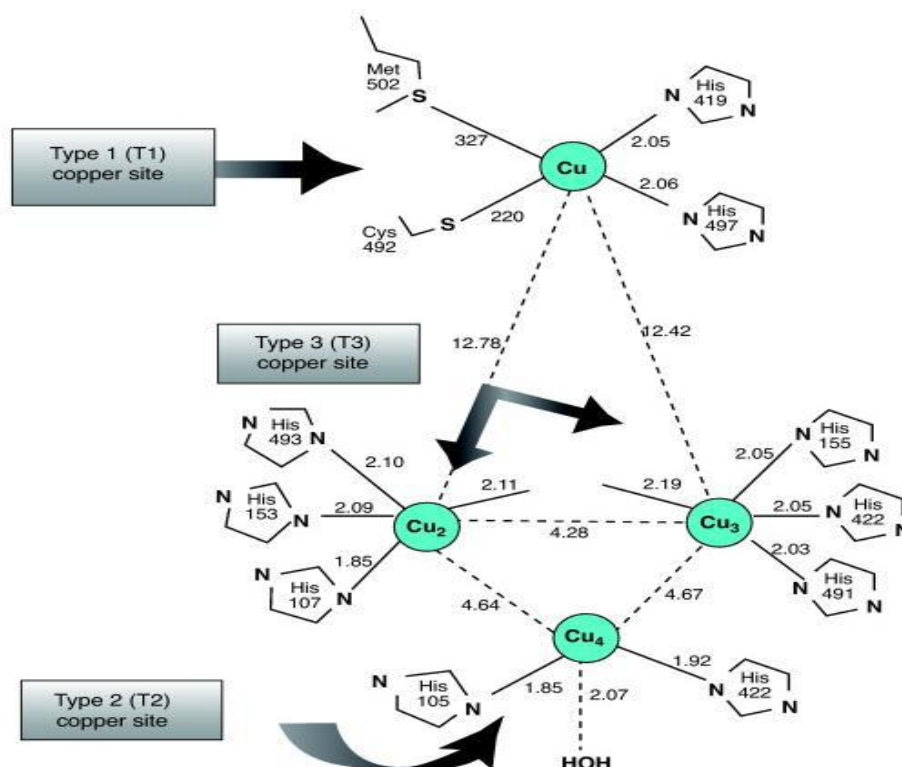 Met
502
S
327
Cu
2.05
N
His
419
N
Type 1 (T1)
copper site
220
S
Cys
492
2.06
N
His
497
N
Type 3 (T3)
copper site
12.78
12.42
N
His
493
N
2.10
N
His
153
N
2.09
N
His
107
N
1.85
Cu2
2.11
4.28
2.19
Cu3
2.05
N
His
155
N
2.05
N
His
422
N
2.03
N
His
491
N
4.64
4.67
Cu4
Type 2 (T2)
copper site
N
His
105
N
1.85
2.07
1.92
N
His
422
N
HOH